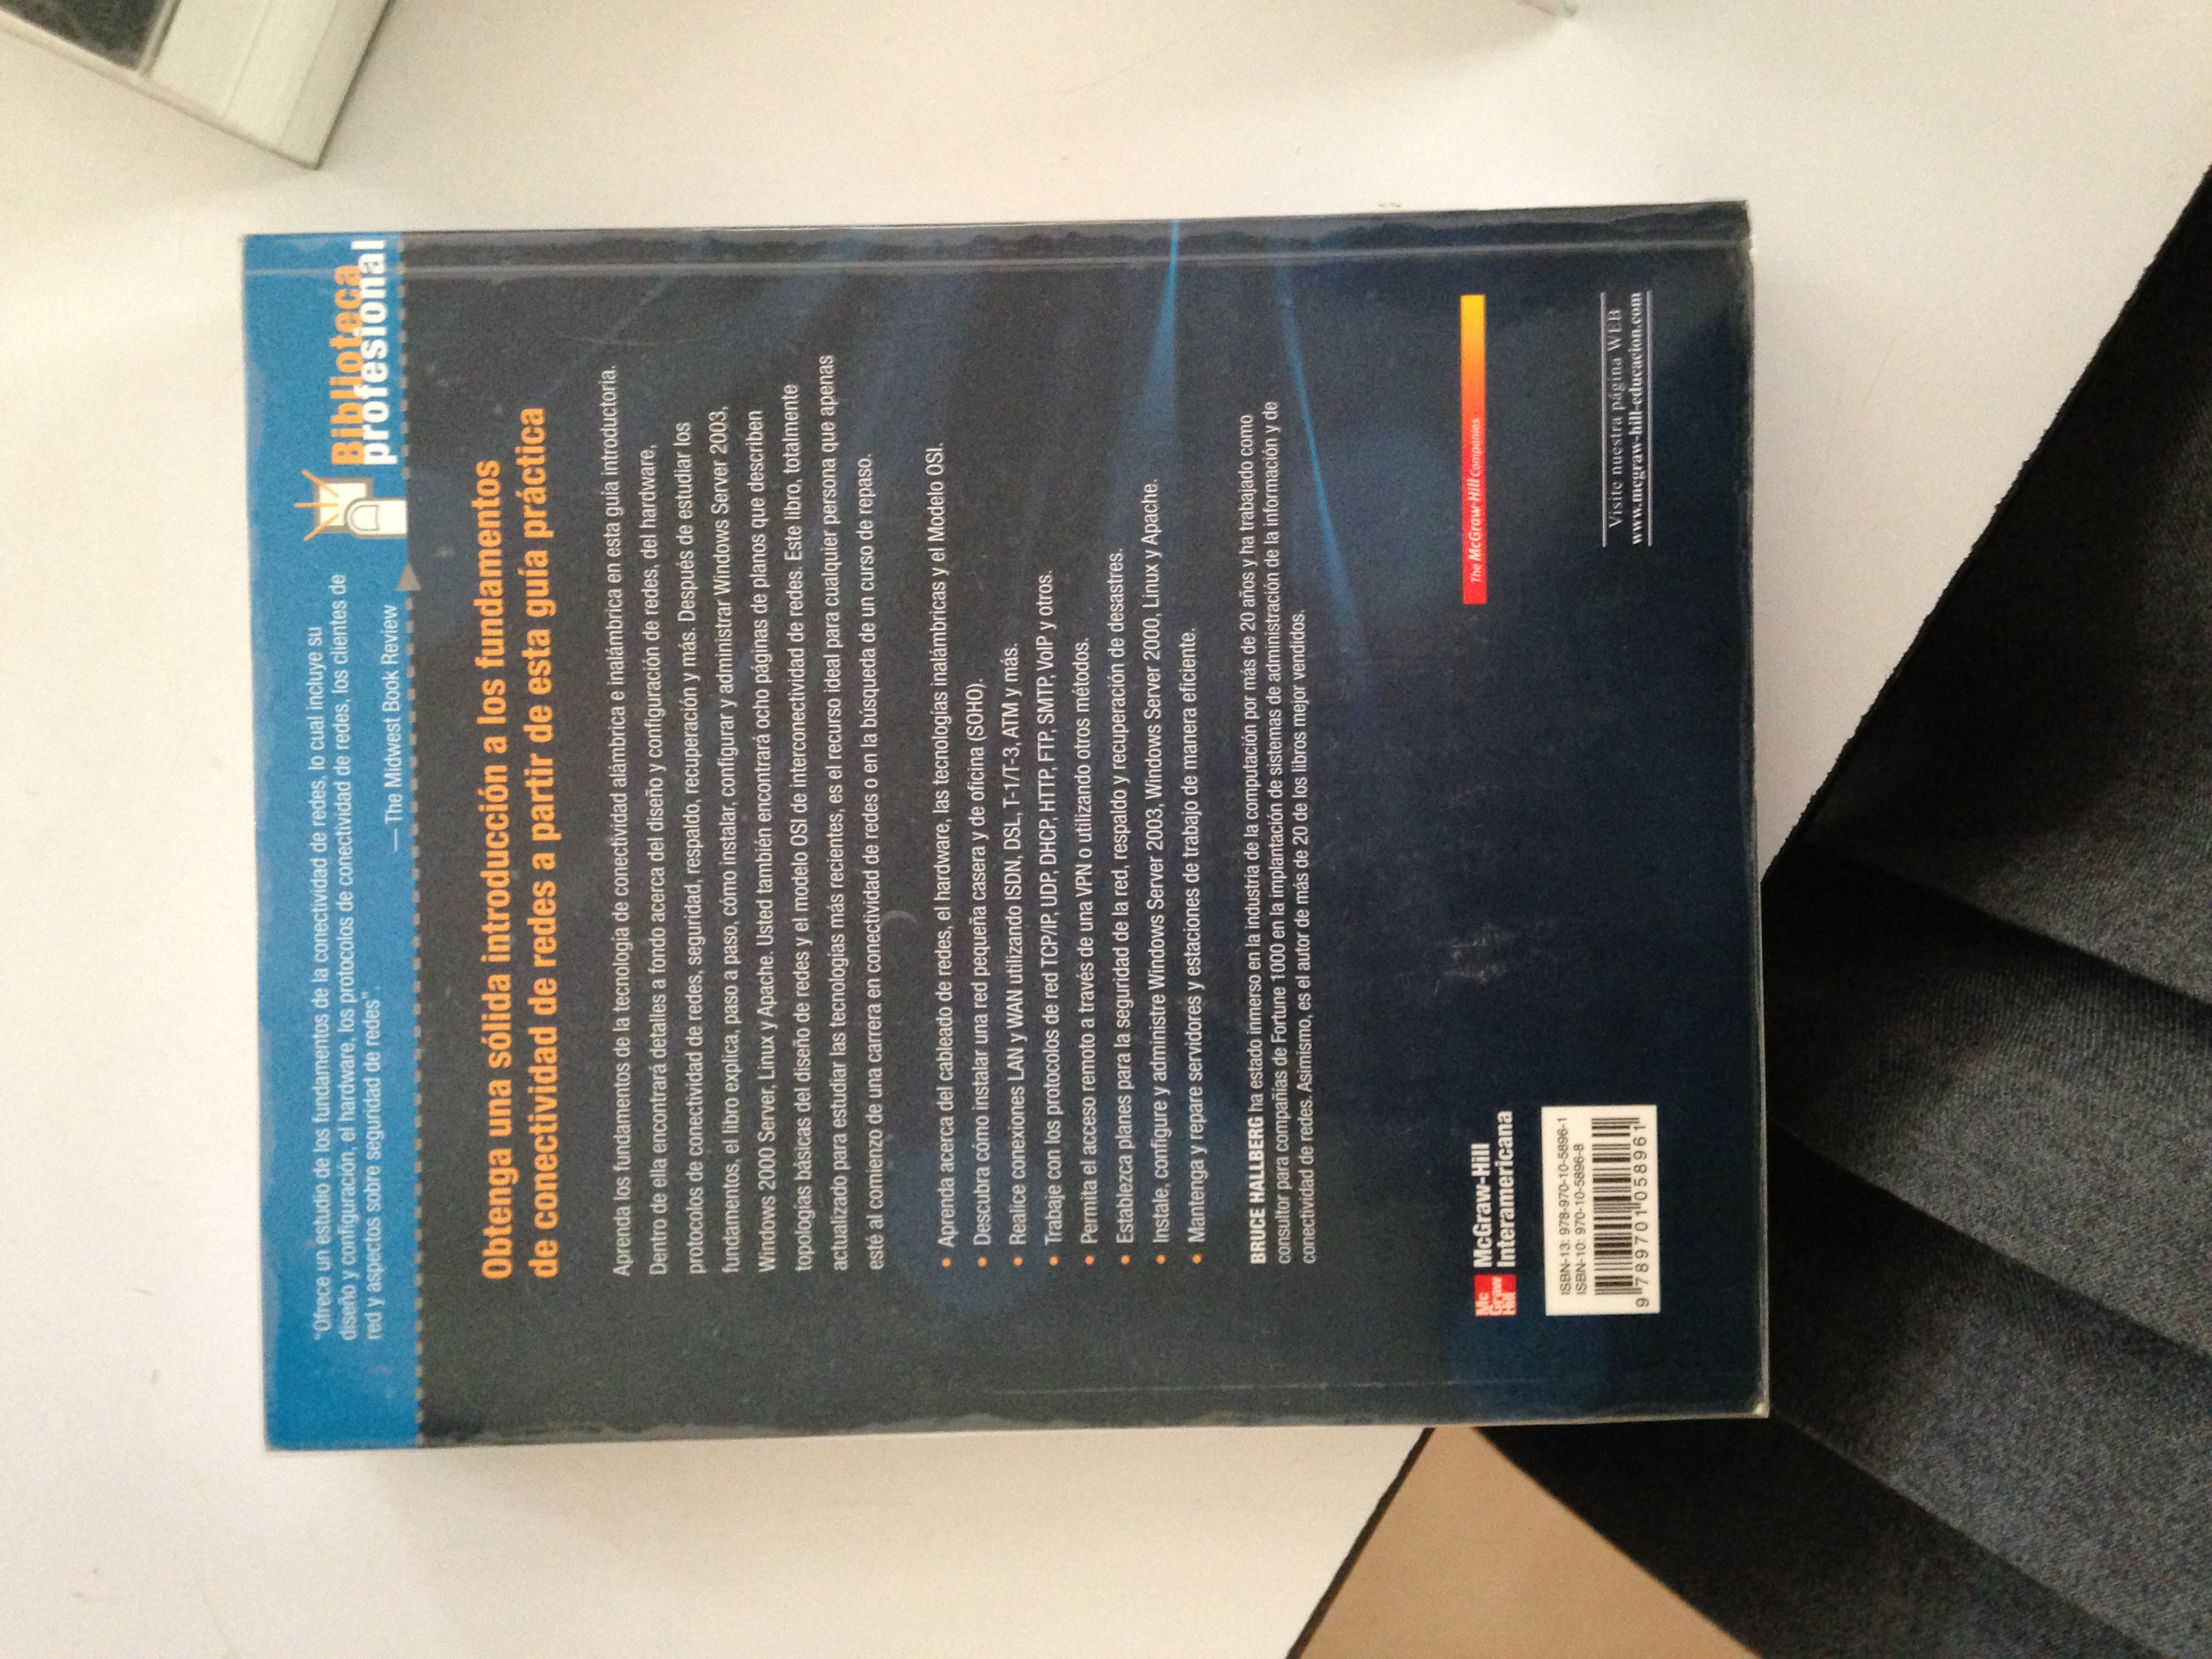 "Ofrece un estudio de los fundamentos de la conectividad de redes, lo cual incluye su
diseño y configuración, el hardware, los protocolos de conectividad de redes, los clientes de
red y aspectos sobre seguridad de redes".
— The Midwest Book Review
Biblioteca
profesional
Obtenga una sólida introducción a los fundamentos
de conectividad de redes a partir de esta guía práctica
Aprenda los fundamentos de la tecnología de conectividad alámbrica e inalámbrica en esta guía introductoria.
Dentro de ella encontrará detalles a fondo acerca del diseño y configuración de redes, del hardware,
protocolos de conectividad de redes, seguridad, respaldo, recuperación y más. Después de estudiar los
fundamentos, el libro explica, paso a paso, cómo instalar, configurar y administrar Windows Server 2003,
Windows 2000 Server, Linux y Apache. Usted también encontrará ocho páginas de planos que describen
topologías básicas del diseño de redes y el modelo OSI de interconectividad de redes. Este libro, totalmente
actualizado para estudiar las tecnologías más recientes, es el recurso ideal para cualquier persona que apenas
esté al comienzo de una carrera en conectividad de redes o en la búsqueda de un curso de repaso.
• Aprenda acerca del cableado de redes, el hardware, las tecnologías inalámbricas y el Modelo OSI.
• Descubra cómo instalar una red pequeña casera y de oficina (SOHO).
• Realice conexiones LAN y WAN utilizando ISDN, DSL, T-1/T-3, ATM y más.
• Trabaje con los protocolos de red TCP/IP, UDP, DHCP, HTTP, FTP, SMTP, VoIP y otros.
• Permita el acceso remoto a través de una VPN o utilizando otros métodos.
• Establezca planes para la seguridad de la red, respaldo y recuperación de desastres.
• Instale, configure y administre Windows Server 2003, Windows Server 2000, Linux y Apache.
• Mantenga y repare servidores y estaciones de trabajo de manera eficiente.
BRUCE HALLBERG ha estado inmerso en la industria de la computación por más de 20 años y ha trabajado como
consultor para compañías de Fortune 1000 en la implantación de sistemas de administración de la información y de
conectividad de redes. Asimismo, es el autor de más de 20 de los libros mejor vendidos.
Mc
Graw
Hill
McGraw-Hill
Interamericana
The McGraw·Hill Companies
ISBN-13: 978-970-10-5896-1
ISBN-10: 970-10-5896-8
9 789701 058961
Visite nuestra página WEB
www.mcgraw-hill-educacion.com